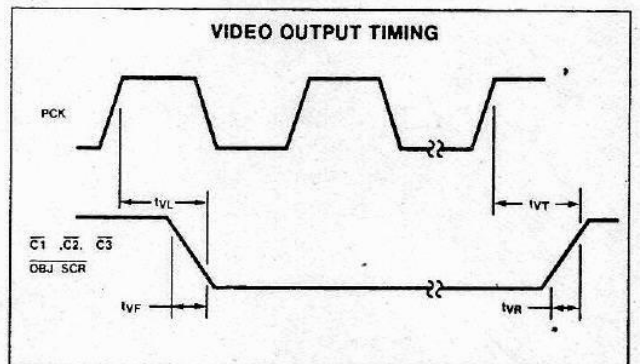 VIDEO OUTPUT TIMING
PCK
tVL
tVT
C1 ,C2, C3
OBJ SCR
tVF
tVR